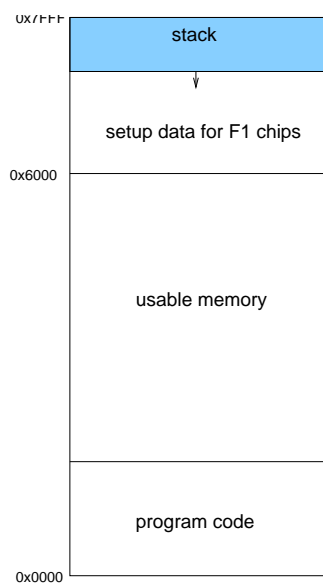 0x7FFF
stack
setup data for F1 chips
0x6000
usable memory
program code
0x0000